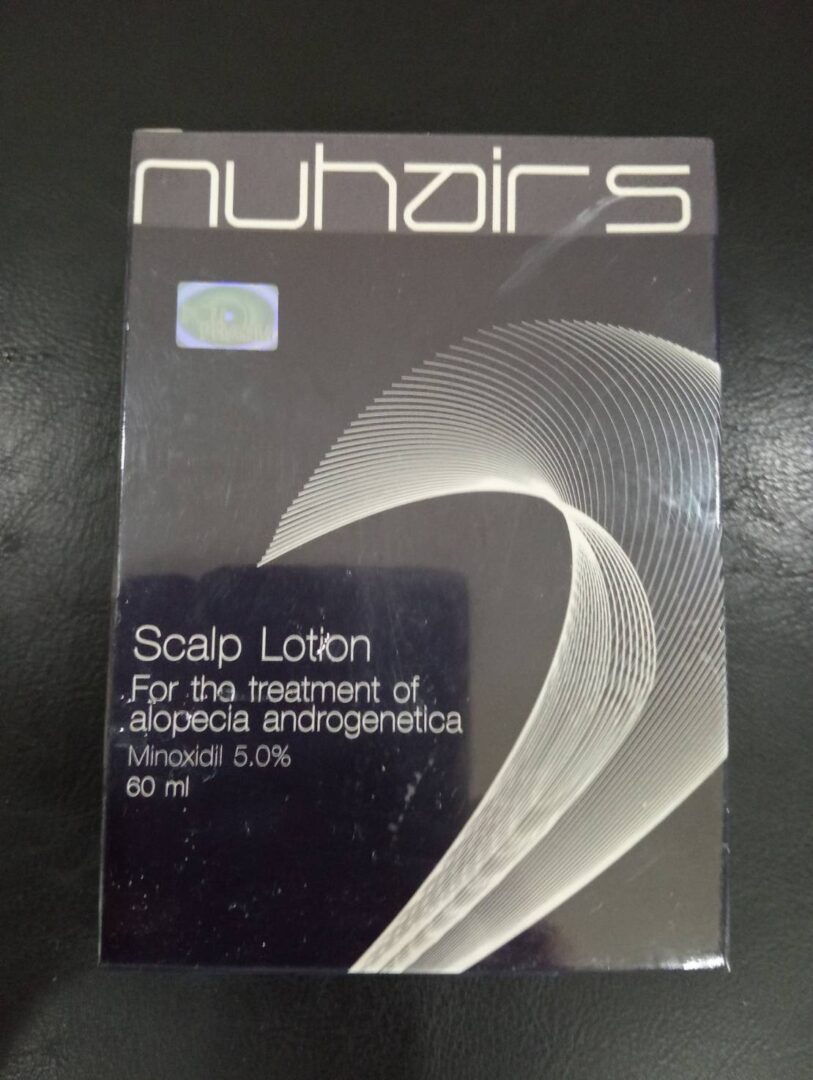 nuhairs
Scalp Lotion
For the treatment of
alopecia androgenetica
Minoxidil 5.0%
60 ml